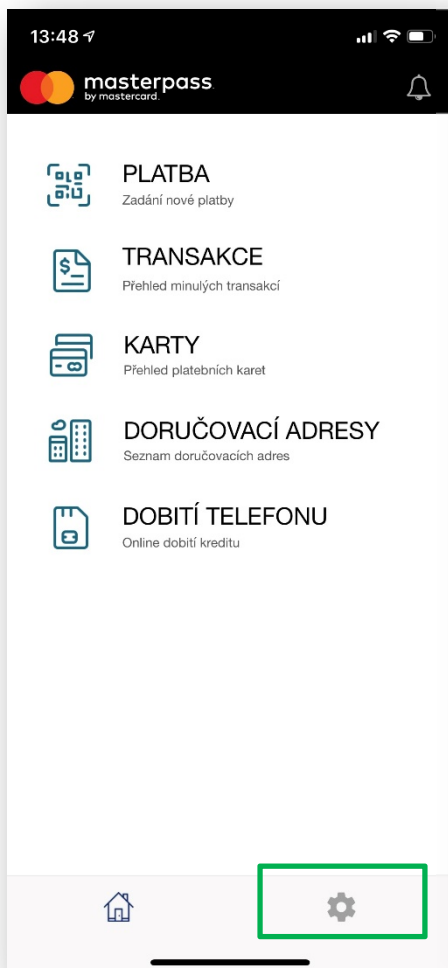 13:48
masterpass
by mastercard.
PLATBA
Zadání nové platby
TRANSAKCE
Přehled minulých transakcí
KARTY
Přehled platebních karet
DORUČOVACÍ ADRESY
Seznam doručovacích adres
DOBITÍ TELEFONU
Online dobití kreditu